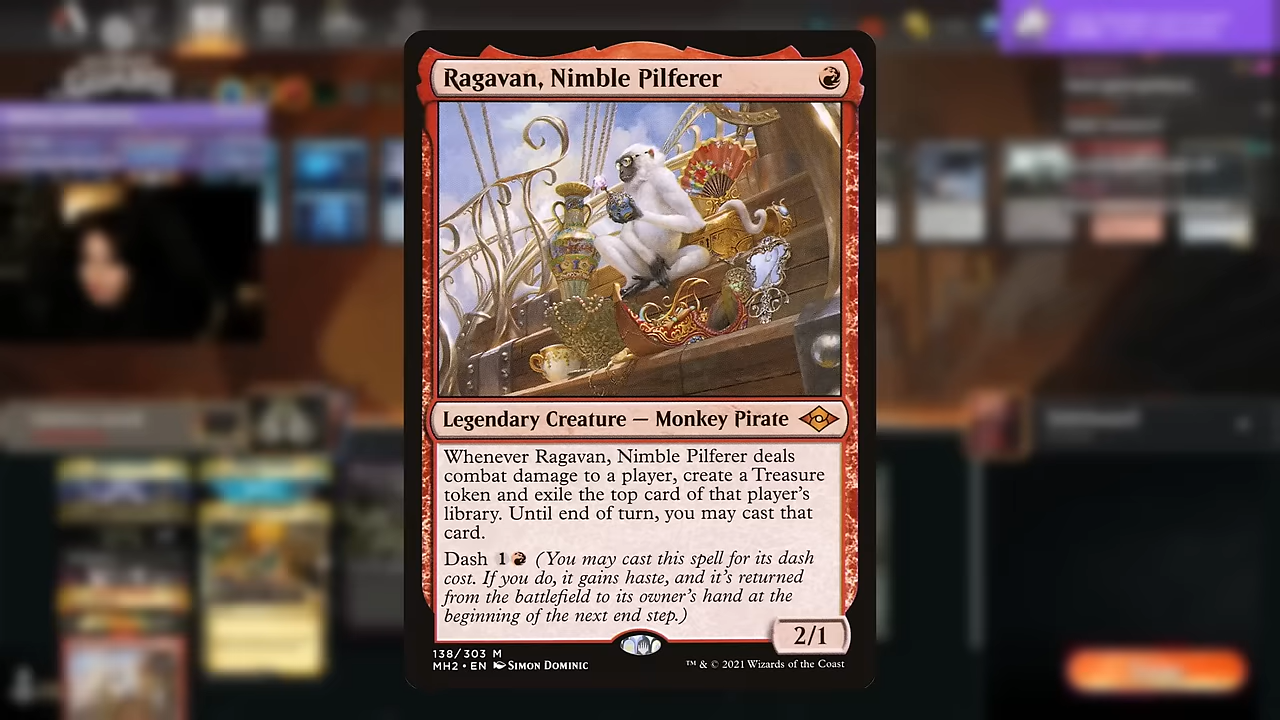 Ragavan, Nimble Pilferer
Legendary Creature — Monkey Pirate
Whenever Ragavan, Nimble Pilferer deals
combat damage to a player, create a Treasure
token and exile the top card of that player's
library. Until end of turn, you may cast that
card.
Dash 1 (You may cast this spell for its dash
cost. If you do, it gains haste, and it's returned
from the battlefield to its owner's hand at the
beginning of the next end step.)
2/1
138/303 M
MH2 • EN SIMON DOMINIC
™ & © 2021 Wizards of the Coast